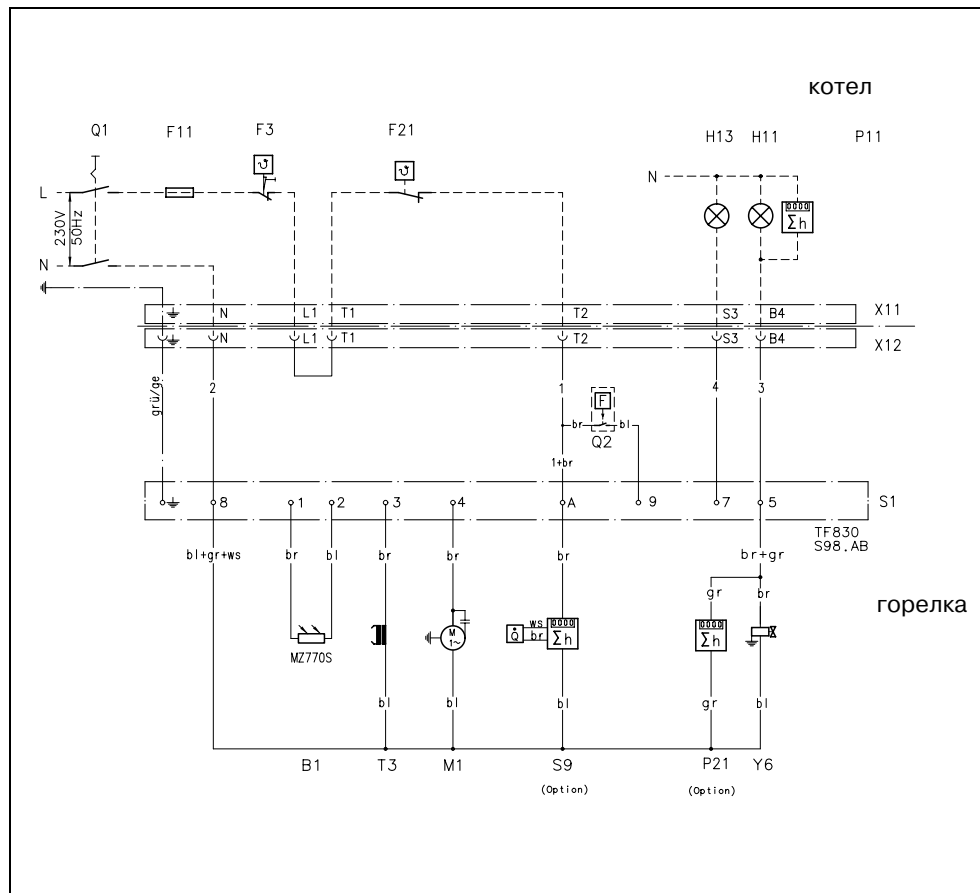 котел
Q1 F11 F3 F21 H13 H11 P11
N
L
230V
50Hz
0000
Σh
N
N L1 T1 T2 S3 B4 X11
N L1 T1 T2 S3 B4 X12
grü/ge 2 1 4 3
F
br bl
Q2
1+br
8 1 2 3 4 A 9 7 5 S1
TF830
S98.AB
bl+gr+ws br bl br br br br+gr
gr br
горелка
M
1~
Q ws
br
0000
Σh
0000
Σh
MZ770S
bl bl bl gr bl
B1 T3 M1 S9 P21 Y6
(Option) (Option)